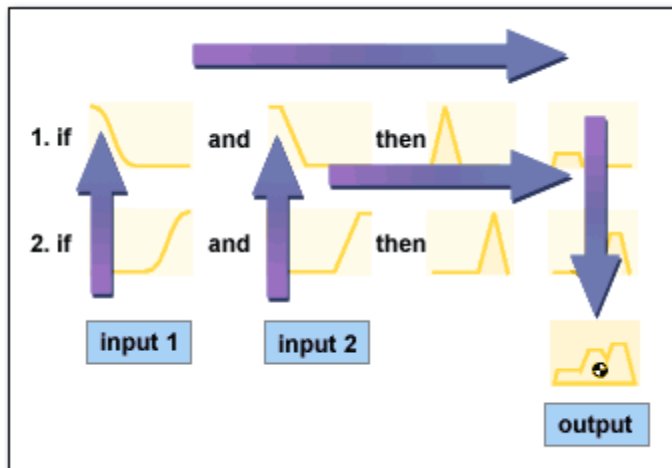 1. if and then
2. if and then
input 1 input 2
output